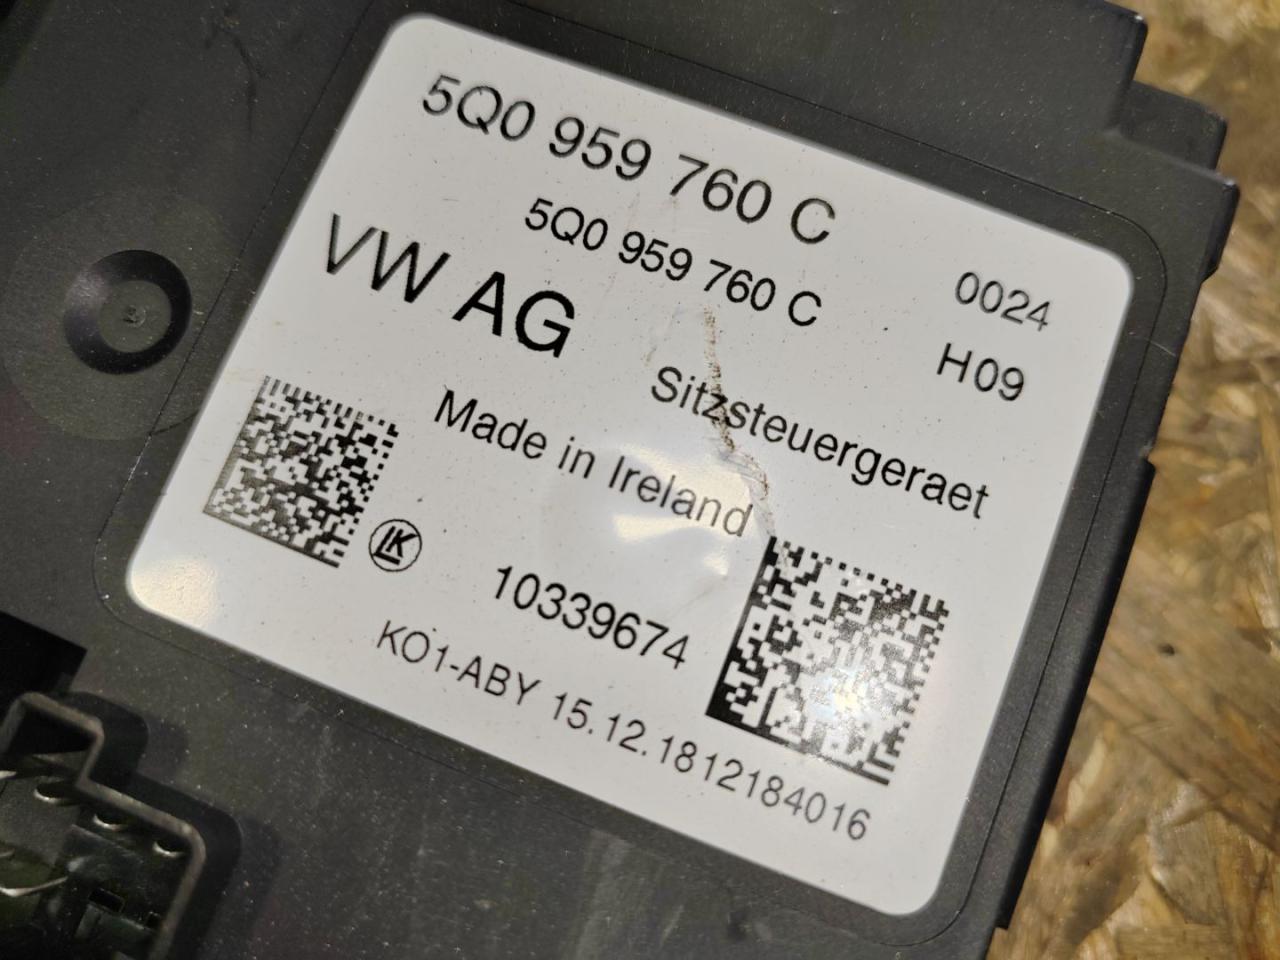 5Q0 959 760 C
5Q0 959 760 C 0024
VW AG H09
Sitzsteuergeraet
Made in Ireland
LK
10339674
KO1-ABY 15.12.1812184016